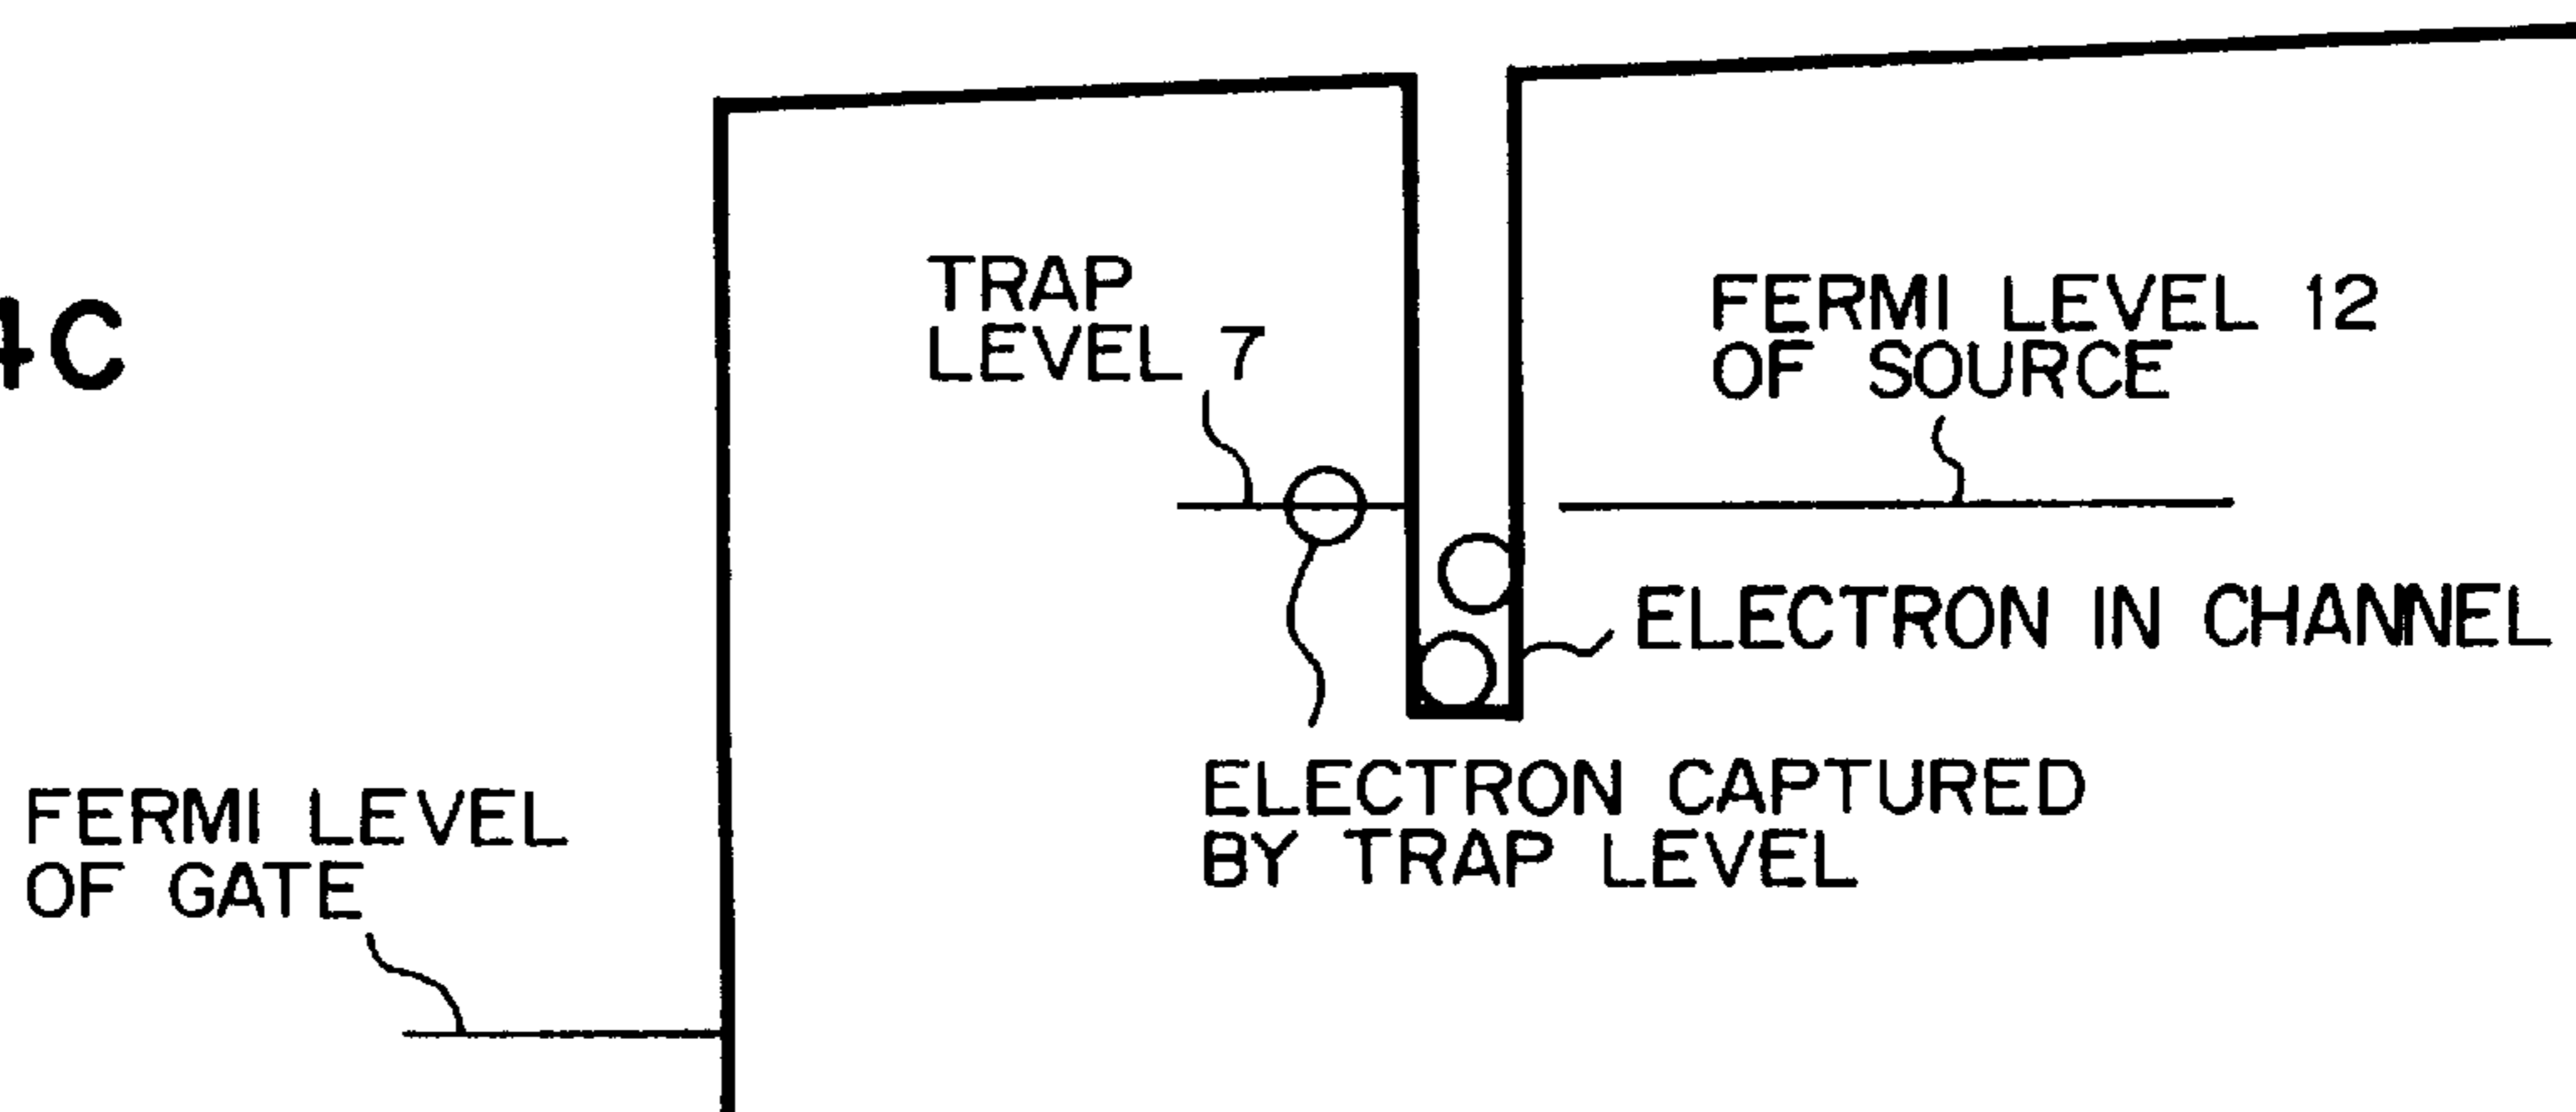 4C
TRAP
LEVEL 7
FERMI LEVEL 12
OF SOURCE
ELECTRON IN CHANNEL
ELECTRON CAPTURED
BY TRAP LEVEL
FERMI LEVEL
OF GATE